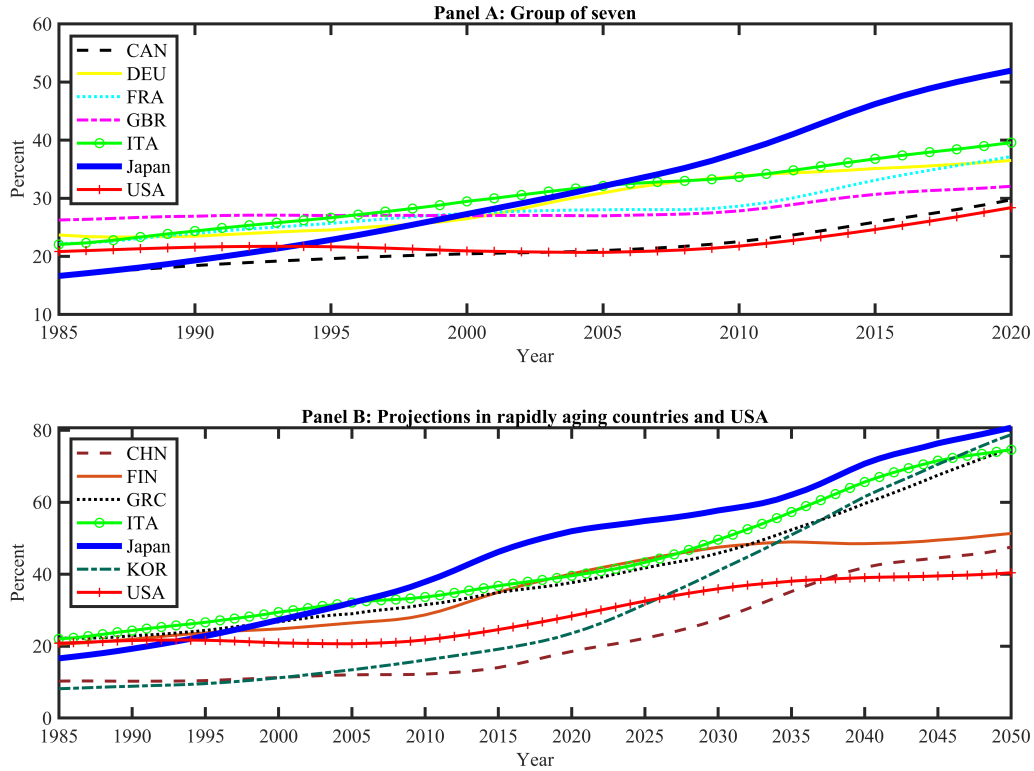 Panel A: Group of seven
60
50
40
30
20
10
Percent
CAN
DEU
FRA
GBR
ITA
Japan
USA
1985 1990 1995 2000 2005 2010 2015 2020
Year
Panel B: Projections in rapidly aging countries and USA
80
60
40
20
0
Percent
CHN
FIN
GRC
ITA
Japan
KOR
USA
1985 1990 1995 2000 2005 2010 2015 2020 2025 2030 2035 2040 2045 2050
Year